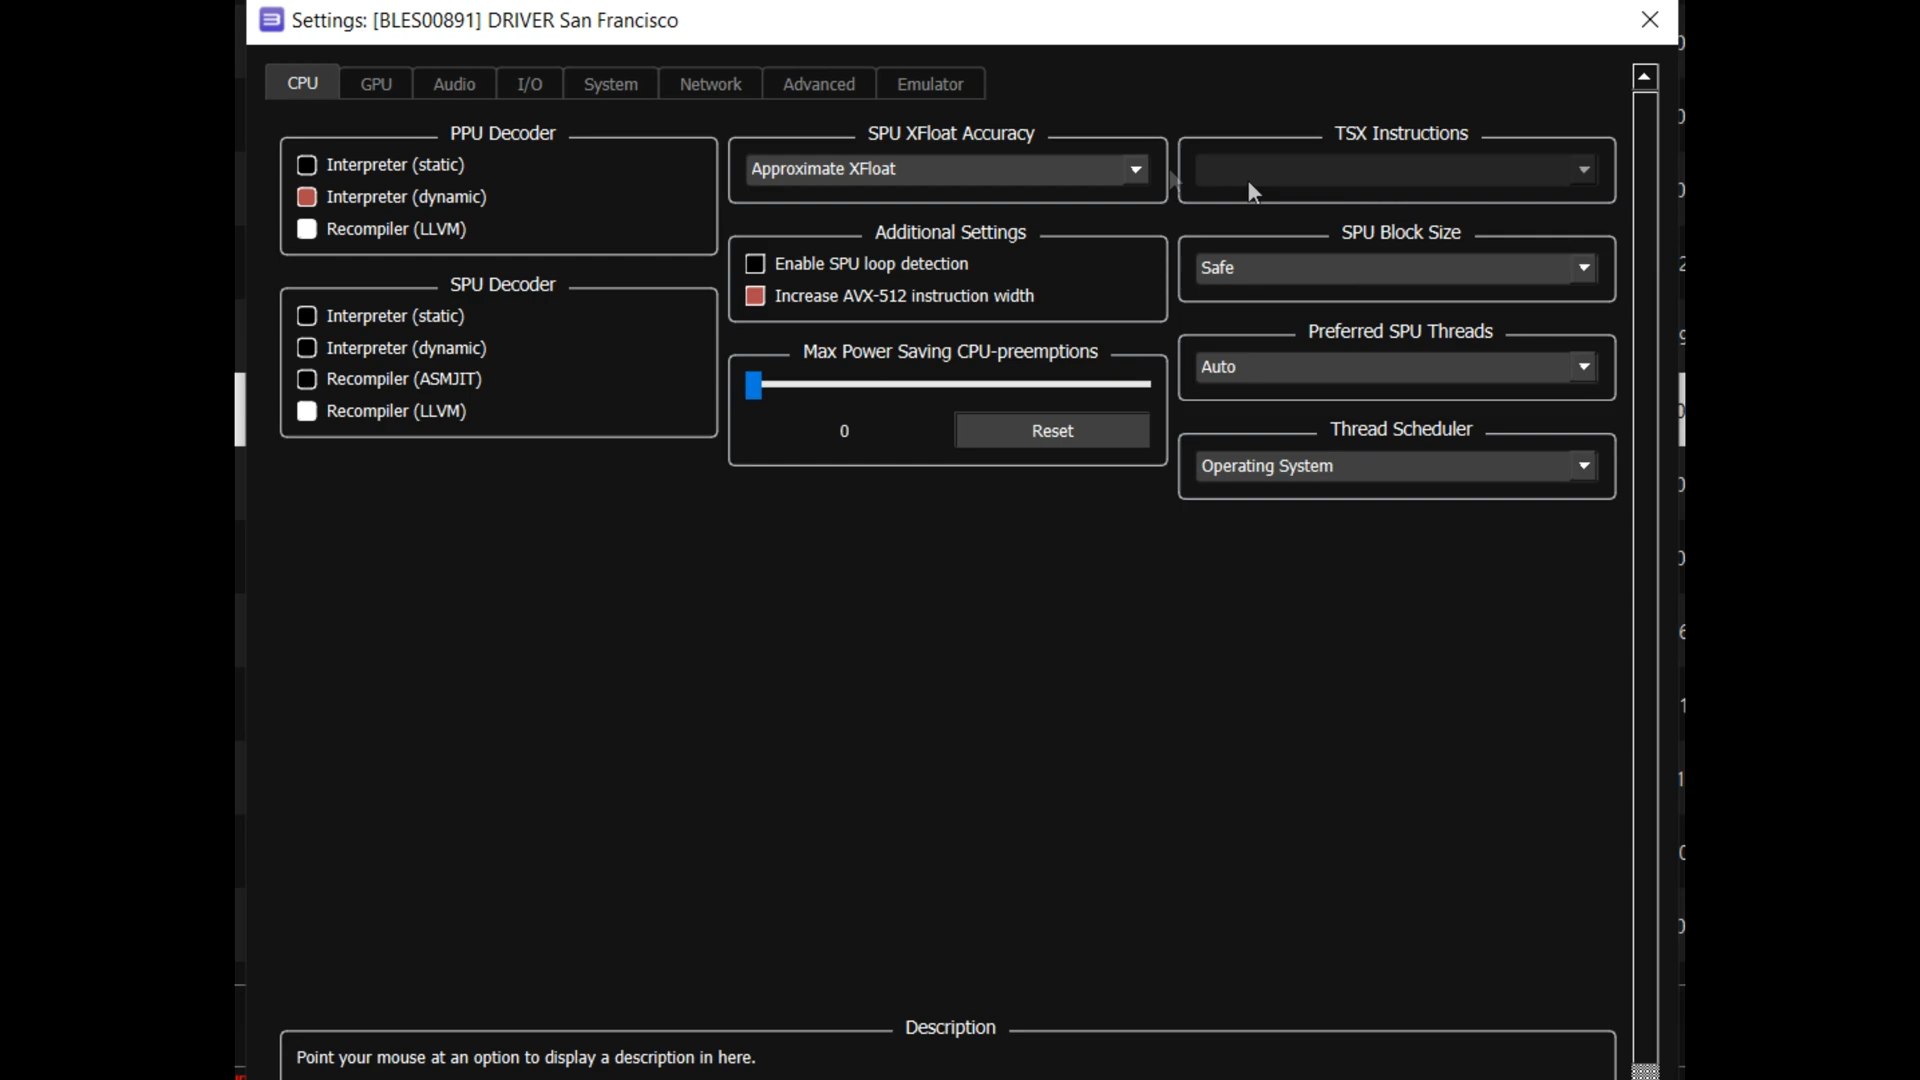 Settings: [BLES00891] DRIVER San Francisco
CPU
GPU
Audio
I/O
System
Network
Advanced
Emulator
PPU Decoder
Interpreter (static)
Interpreter (dynamic)
Recompiler (LLVM)
SPU Decoder
Interpreter (static)
Interpreter (dynamic)
Recompiler (ASMJIT)
Recompiler (LLVM)
SPU XFloat Accuracy
Approximate XFloat
Additional Settings
Enable SPU loop detection
Increase AVX-512 instruction width
Max Power Saving CPU-preemptions
0
Reset
TSX Instructions
SPU Block Size
Safe
Preferred SPU Threads
Auto
Thread Scheduler
Operating System
Description
Point your mouse at an option to display a description in here.